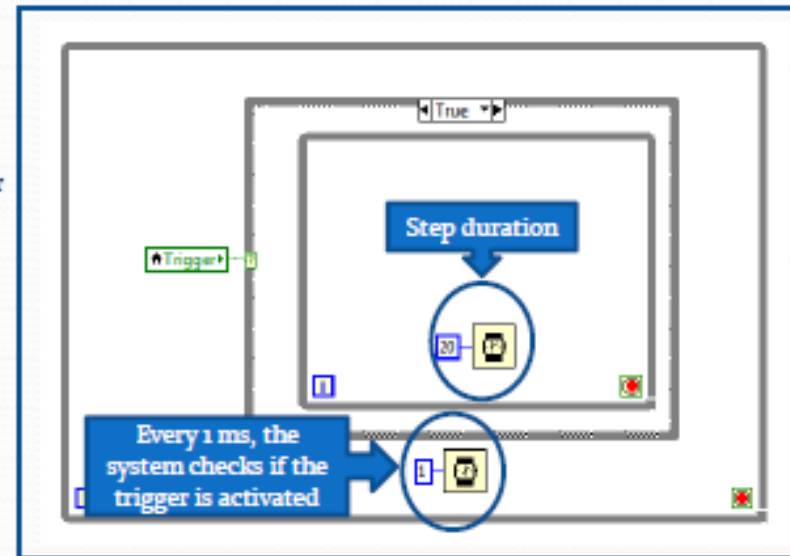 True
Step duration
Trigger
20
i
Every 1 ms, the
system checks if the
trigger is activated
1